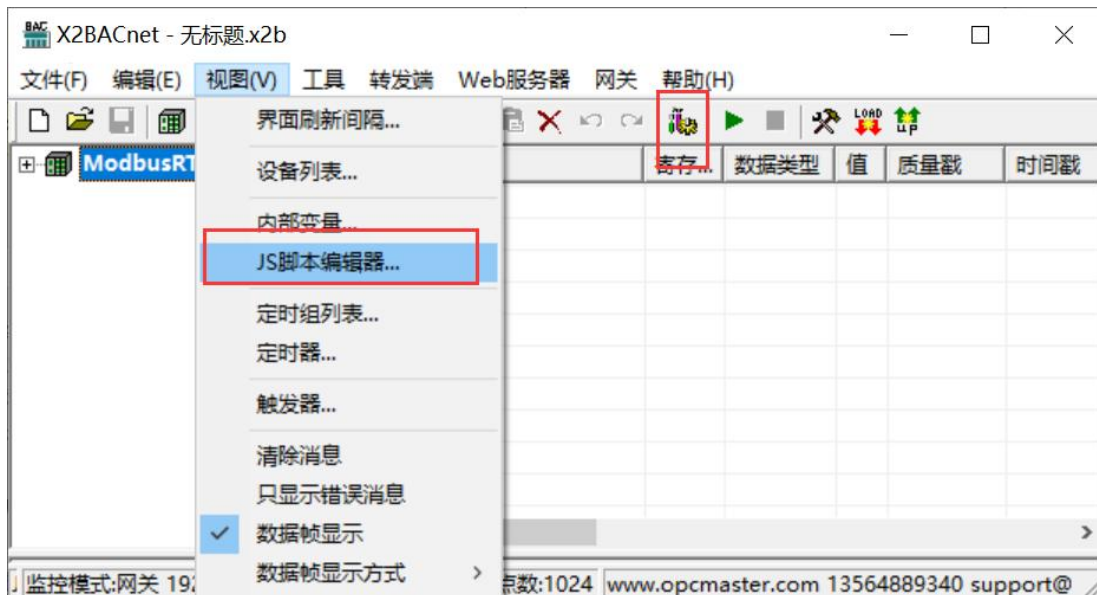 BAC
X2BACnet - 无标题.x2b
文件(F) 编辑(E) 视图(V) 工具 转发端 Web服务器 网关 帮助(H)
LOAD
UP
ModbusRT
寄存... 数据类型 值 质量戳 时间戳
界面刷新间隔...
设备列表...
内部变量...
JS脚本编辑器...
定时组列表...
定时器...
触发器...
清除消息
只显示错误消息
数据帧显示
数据帧显示方式
监控模式:网关 192 点数:1024 www.opcmaster.com 13564889340 support@